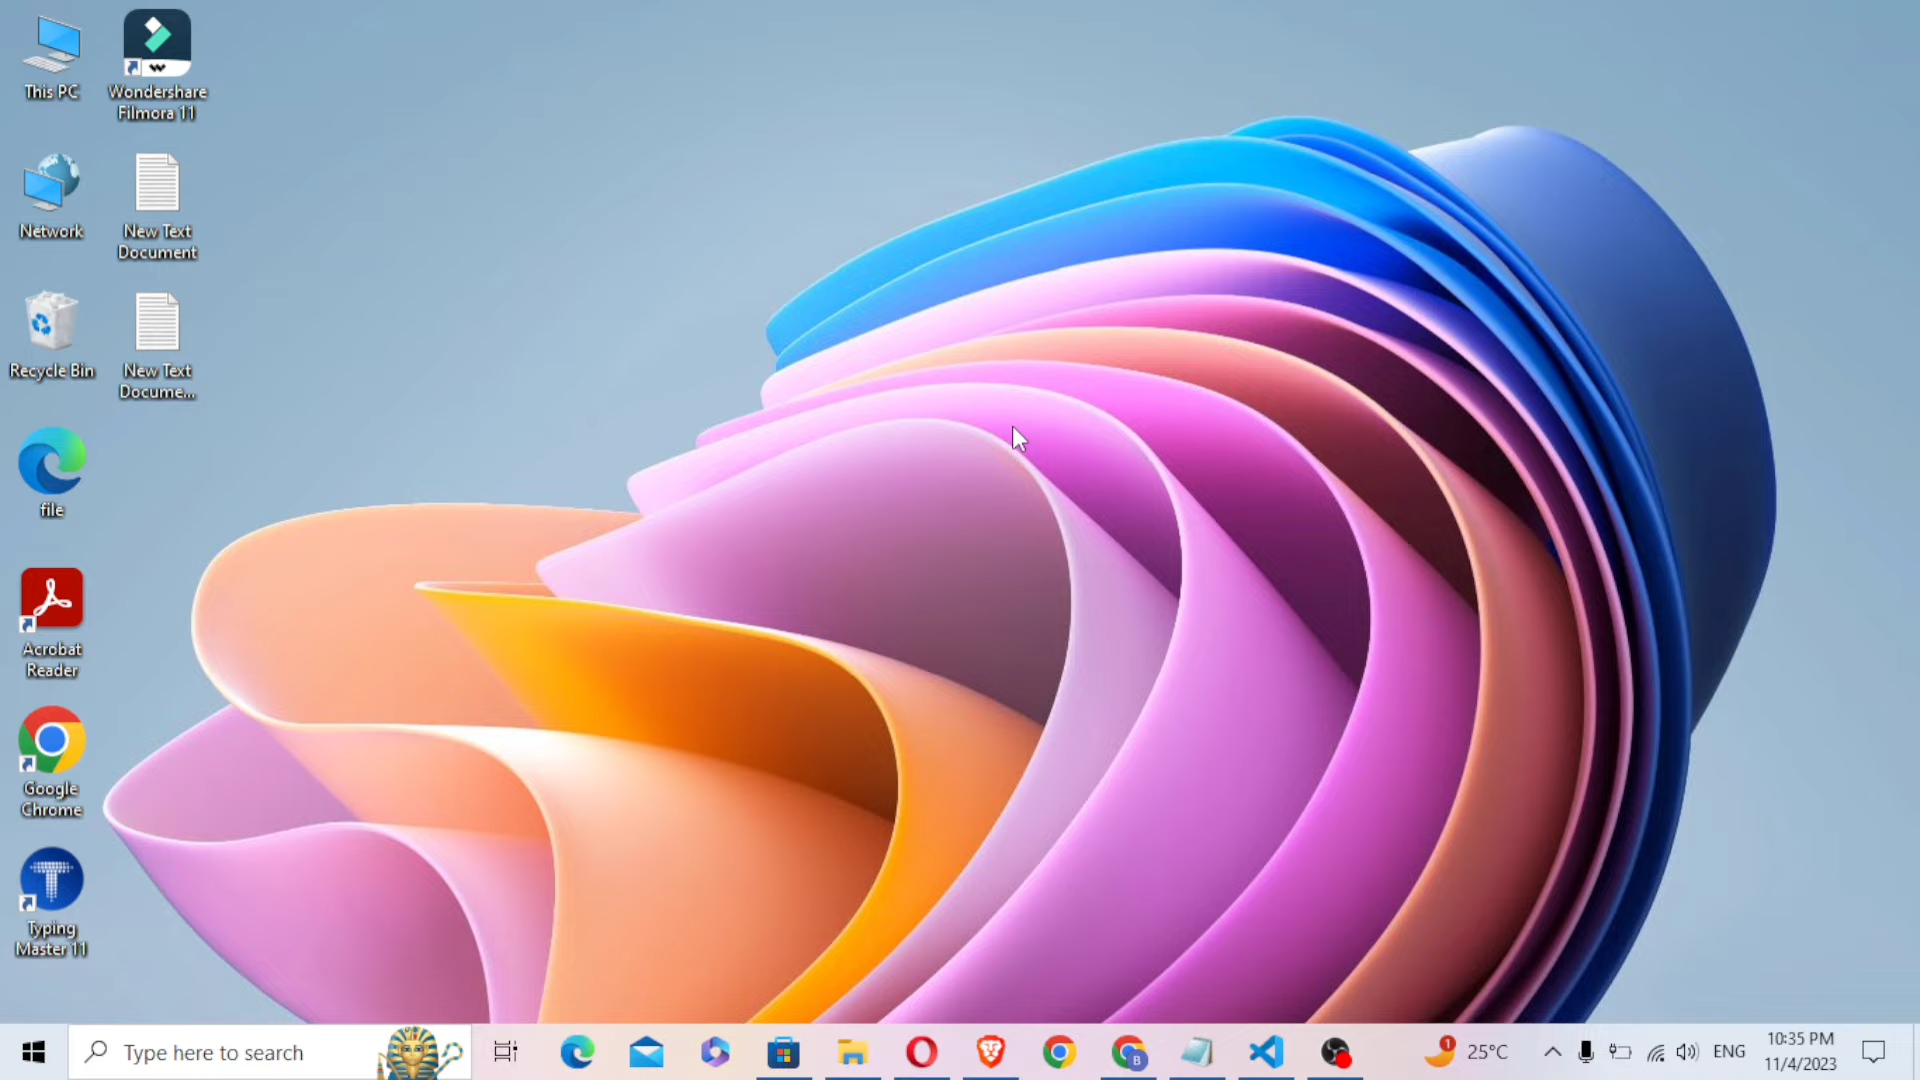 This PC
Wondershare
Filmora 11
Network
New Text
Document
Recycle Bin
New Text
Docume...
file
Acrobat
Reader
Google
Chrome
Typing
Master 11
Type here to search
B
1
25°C
ENG
10:35 PM
11/4/2023